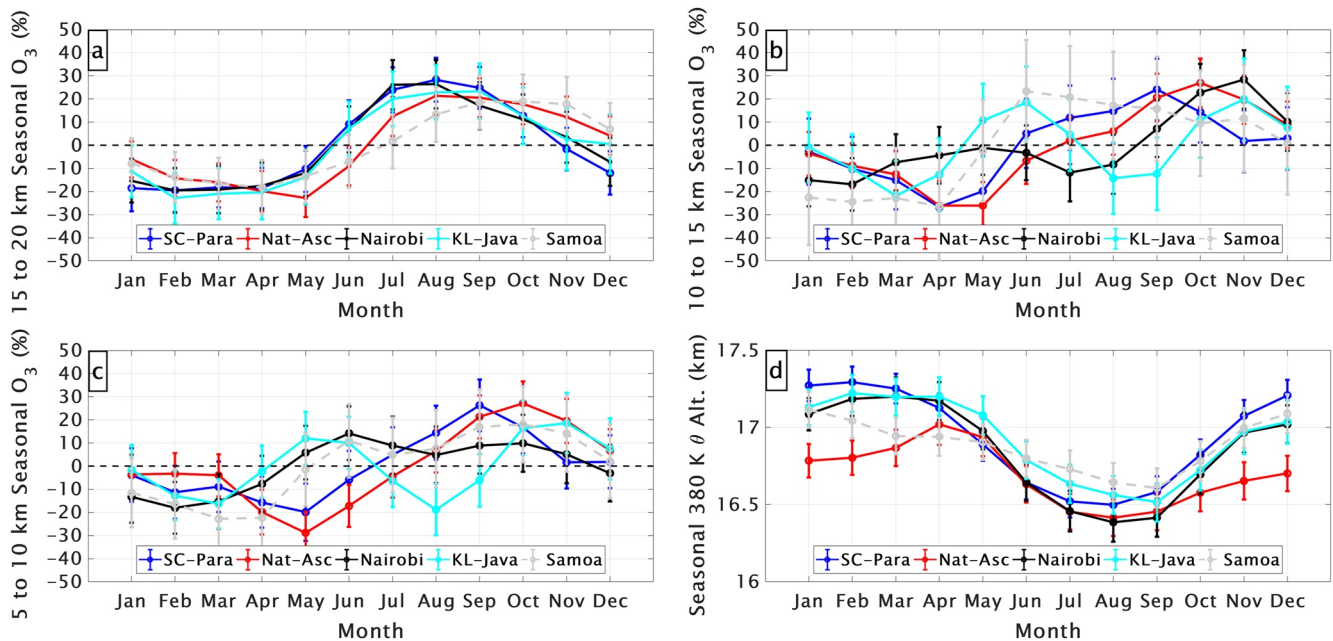 15 to 20 km Seasonal O3 (%)
50
40
30
20
10
0
-10
-20
-30
-40
-50
a
SC-Para Nat-Asc Nairobi KL-Java Samoa
Jan Feb Mar Apr May Jun Jul Aug Sep Oct Nov Dec
Month
10 to 15 km Seasonal O3 (%)
50
40
30
20
10
0
-10
-20
-30
-40
-50
b
SC-Para Nat-Asc Nairobi KL-Java Samoa
Jan Feb Mar Apr May Jun Jul Aug Sep Oct Nov Dec
Month
5 to 10 km Seasonal O3 (%)
50
40
30
20
10
0
-10
-20
-30
-40
-50
c
SC-Para Nat-Asc Nairobi KL-Java Samoa
Jan Feb Mar Apr May Jun Jul Aug Sep Oct Nov Dec
Month
Seasonal 380 K θ Alt. (km)
17.5
17
16.5
16
d
SC-Para Nat-Asc Nairobi KL-Java Samoa
Jan Feb Mar Apr May Jun Jul Aug Sep Oct Nov Dec
Month